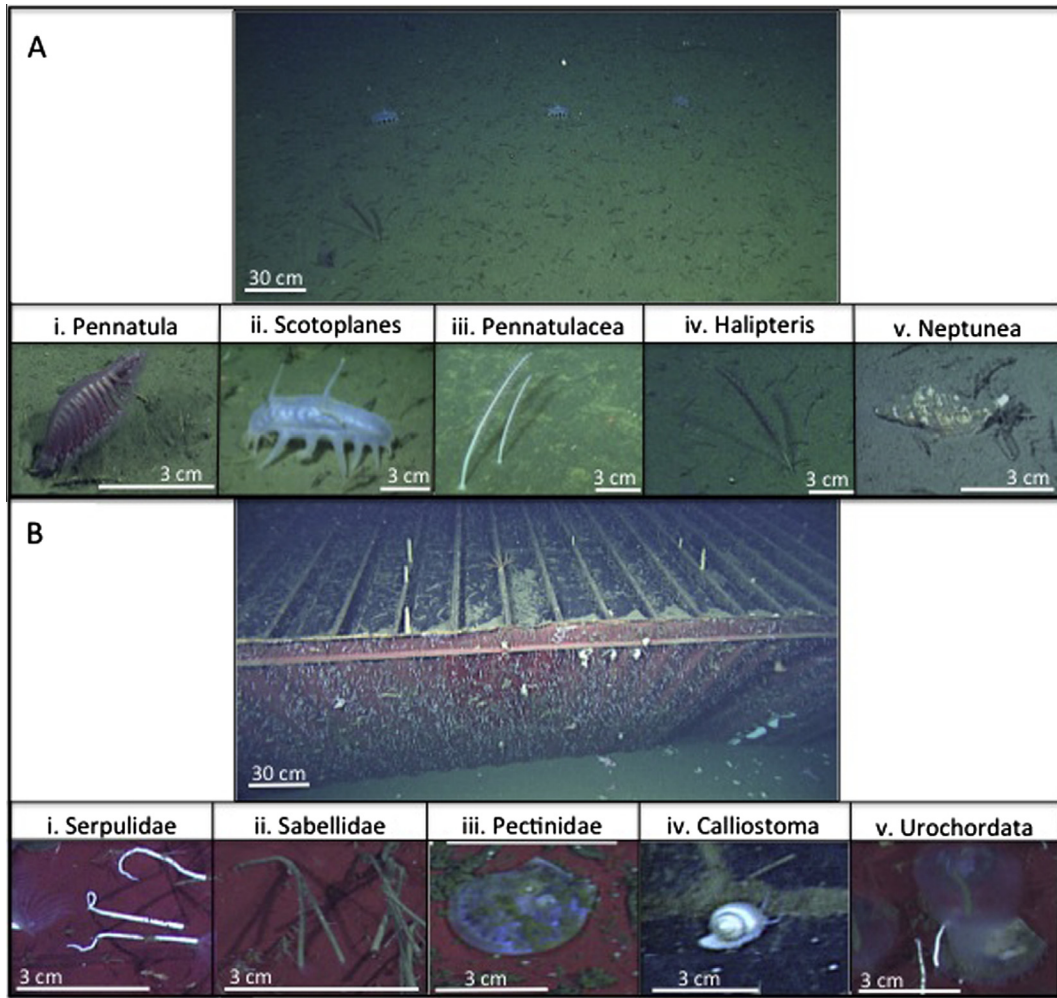 A
30 cm
i. Pennatula
ii. Scotoplanes
iii. Pennatulacea
iv. Halipteris
v. Neptunea
3 cm
3 cm
3 cm
3 cm
3 cm
B
30 cm
i. Serpulidae
ii. Sabellidae
iii. Pectinidae
iv. Calliostoma
v. Urochordata
3 cm
3 cm
3 cm
3 cm
3 cm